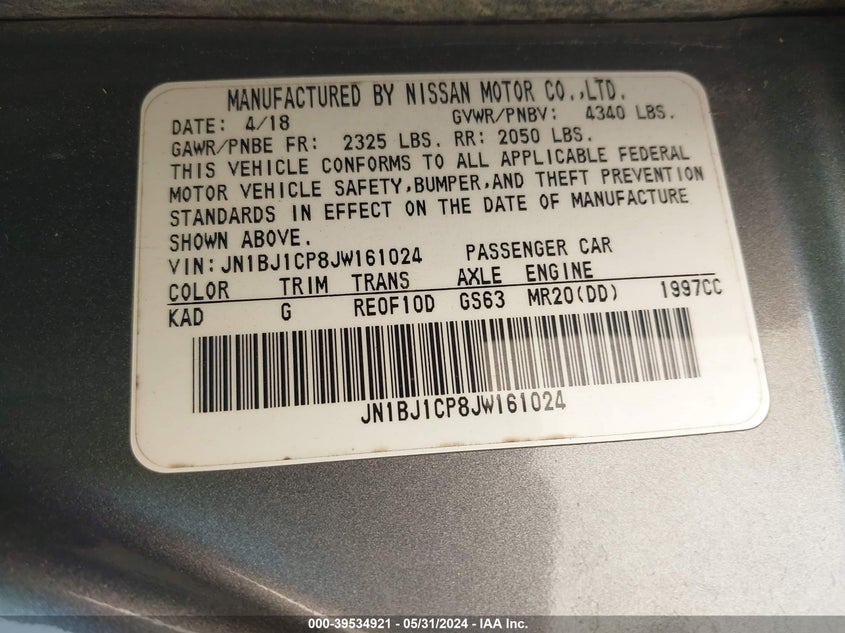 MANUFACTURED BY NISSAN MOTOR CO.,LTD.
DATE: 4/18 GVWR/PNBV: 4340 LBS.
GAWR/PNBE FR: 2325 LBS. RR: 2050 LBS.
THIS VEHICLE CONFORMS TO ALL APPLICABLE FEDERAL
MOTOR VEHICLE SAFETY,BUMPER,AND THEFT PREVENTION
STANDARDS IN EFFECT ON THE DATE OF MANUFACTURE
SHOWN ABOVE.
VIN:JN1BJ1CP8JW161024 PASSENGER CAR
COLOR TRIM TRANS AXLE ENGINE
KAD G RE0F10D GS63 MR20(DD) 1997CC
JN1BJ1CP8JW161024
000-39534921 - 05/31/2024 - IAA Inc.